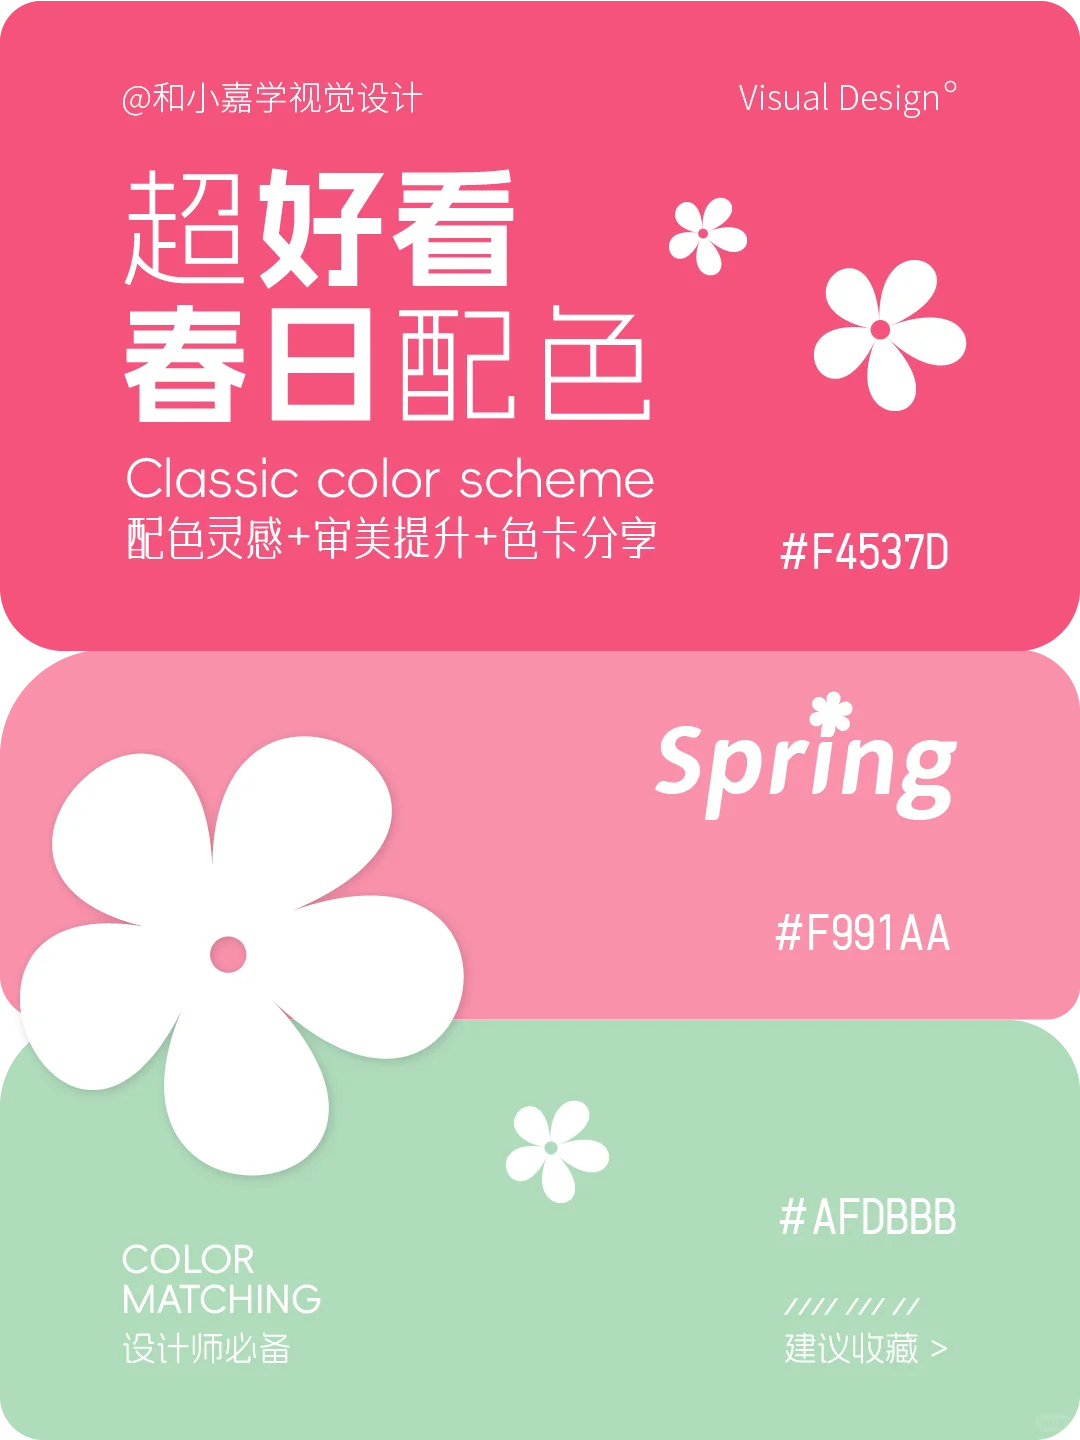 @和小嘉学视觉设计
Visual Design°
超好看
春日配色
Classic color scheme
配色灵感+审美提升+色卡分享
#F4537D
Spring
#F991AA
#AFDBBB
COLOR
MATCHING
设计师必备
//// /// //
建议收藏 >